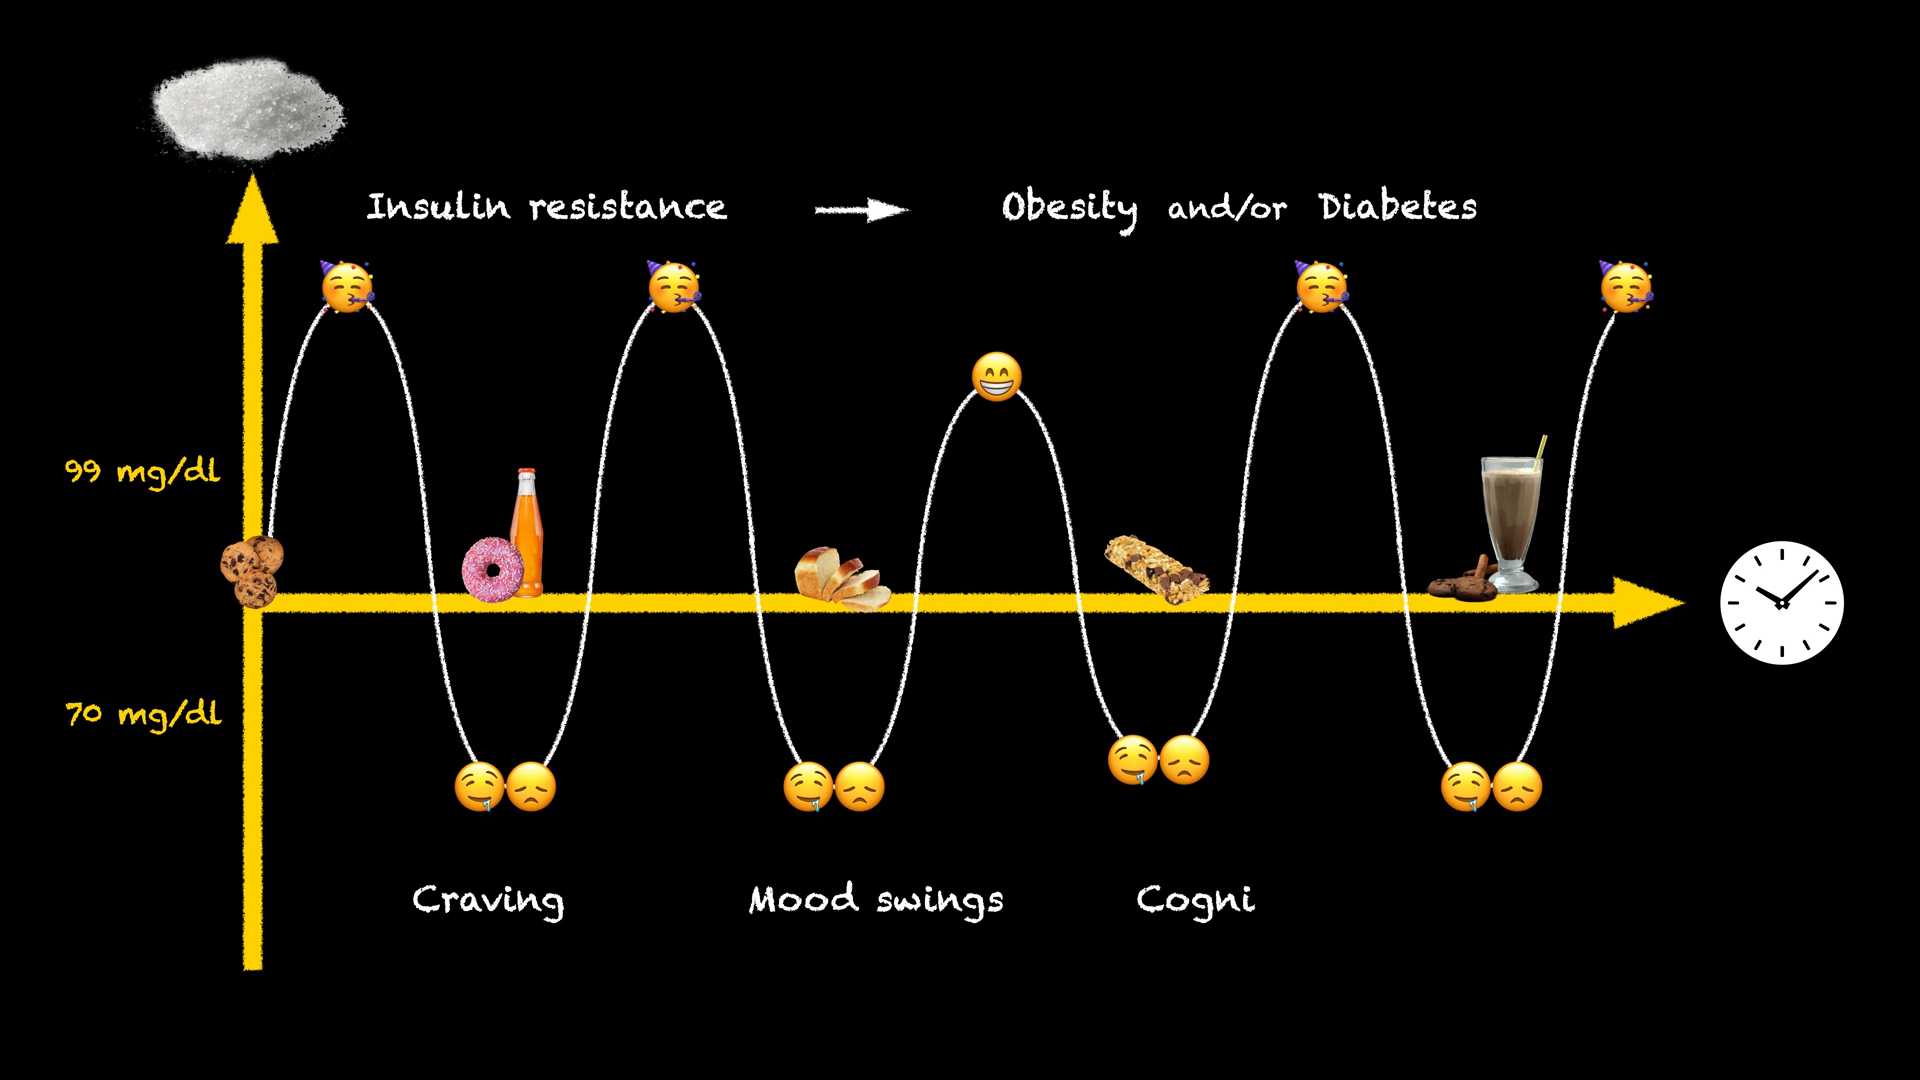 Insulin resistance Obesity and/or Diabetes
99 mg/dl
70 mg/dl
Craving Mood swings Cogni